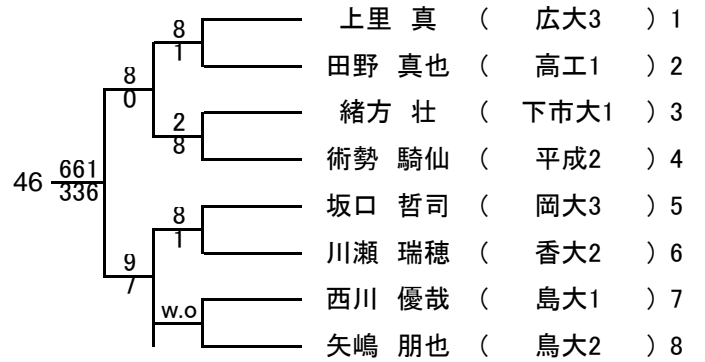 8
1
上里 真 ( 広大3 ) 1
8
0
田野 真也 ( 高工1 ) 2
2
8
緒方 壮 ( 下市大1 ) 3
術勢 騎仙 ( 平成2 ) 4
46
661
336
8
1
坂口 哲司 ( 岡大3 ) 5
9
7
川瀬 瑞穂 ( 香大2 ) 6
w.o
西川 優哉 ( 島大1 ) 7
矢嶋 朋也 ( 鳥大2 ) 8